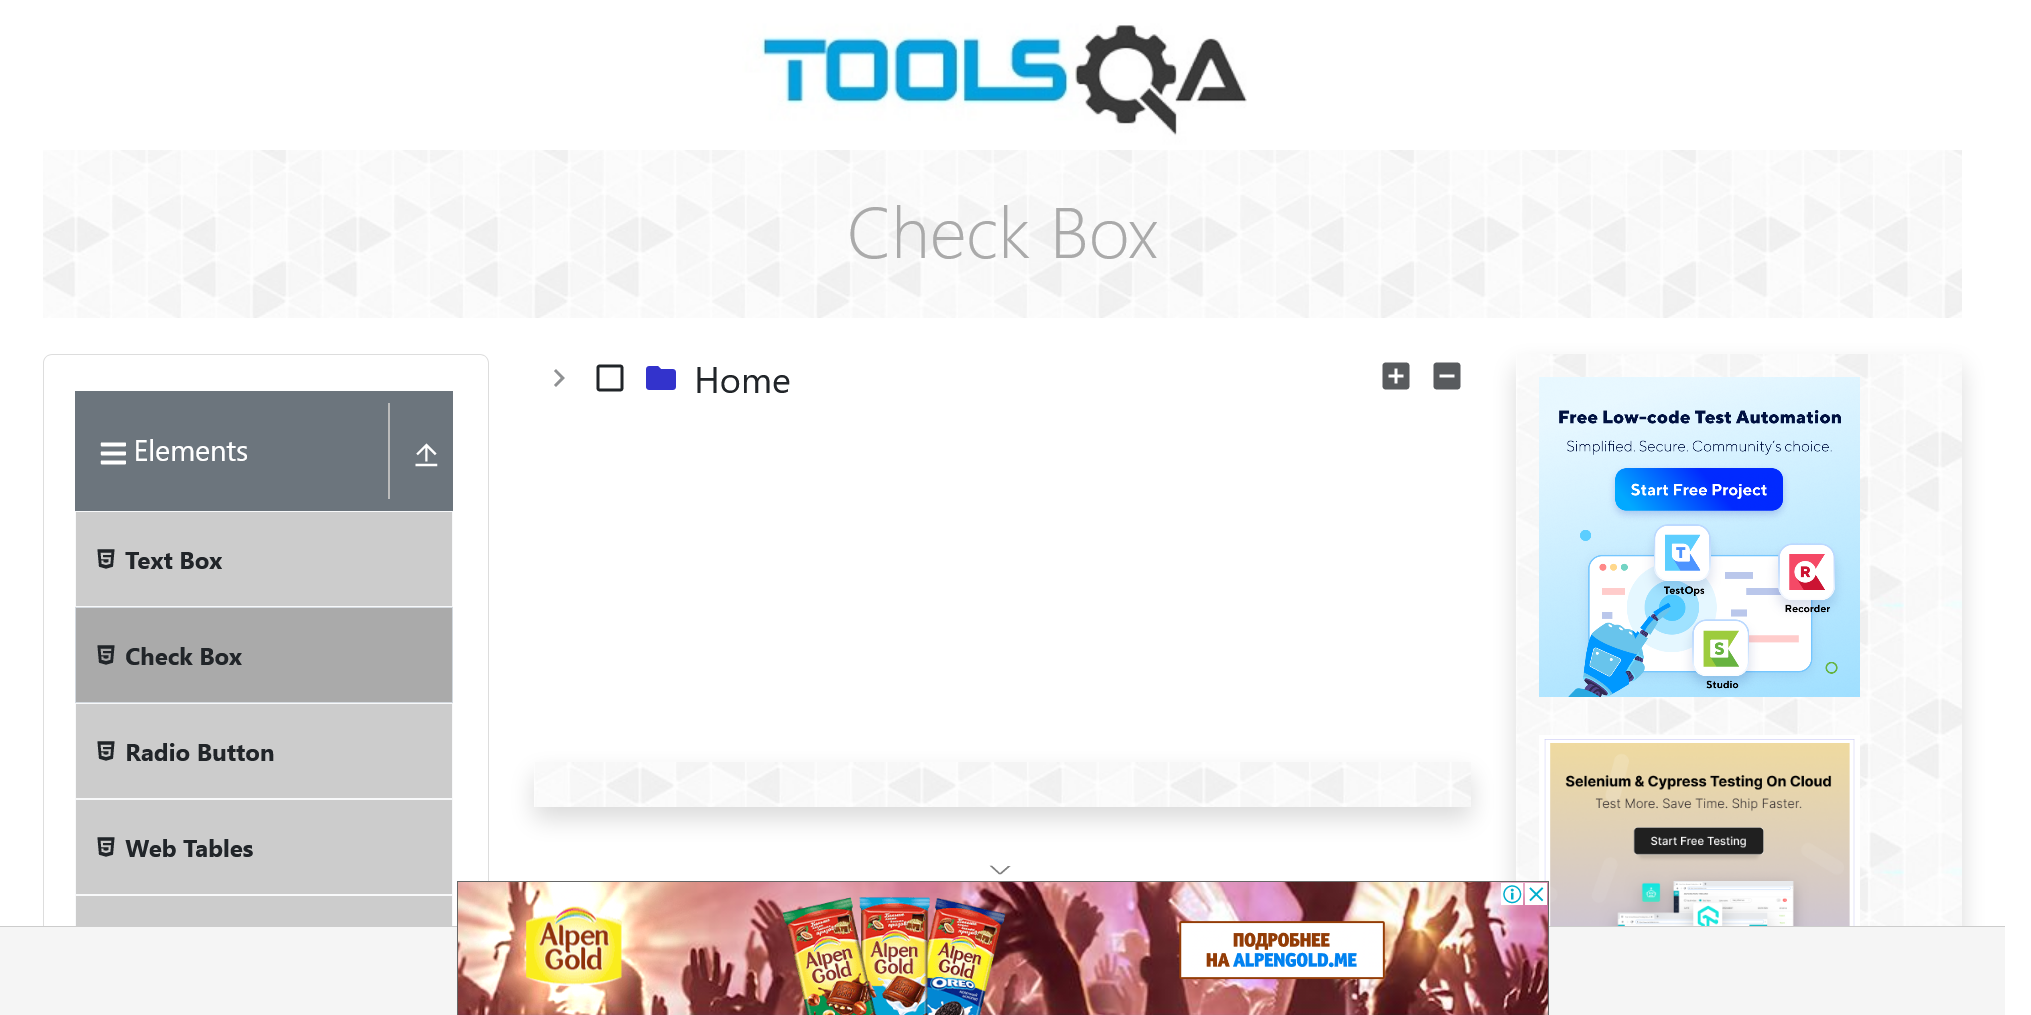 TOOLSQA
Check Box
Elements
Home
Text Box
Check Box
Radio Button
Web Tables
Free Low-code Test Automation
Simplified. Secure. Community's choice.
Start Free Project
T
TestOps
R
Recorder
S
Studio
Selenium & Cypress Testing On Cloud
Test More. Save Time. Ship Faster.
Start Free Testing
Alpen
Gold
Alpen
Gold
Alpen
Gold
Alpen
Gold
OREO
ПОДРОБНЕЕ
НА ALPENGOLD.ME